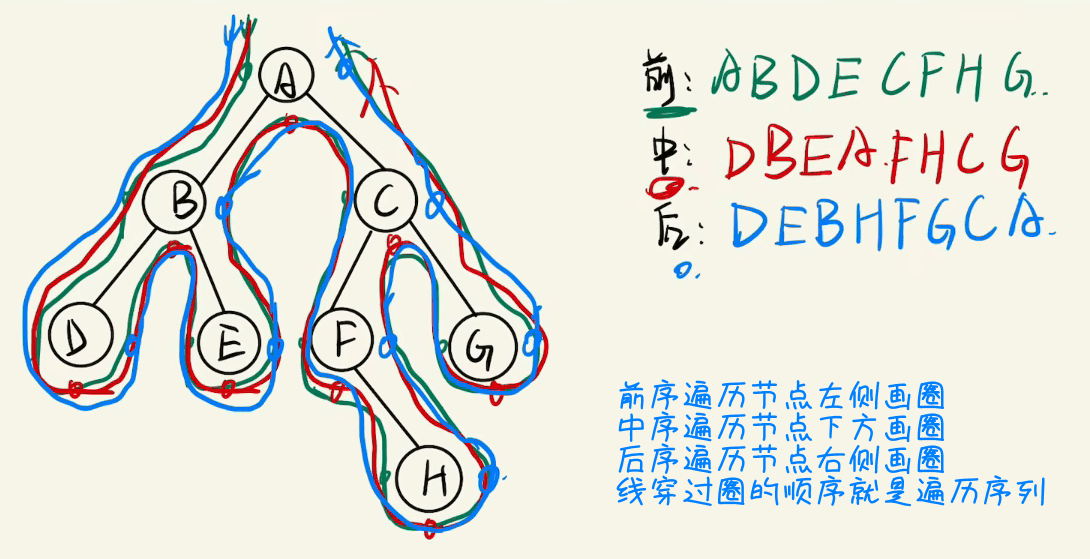 A
B
C
D
E
F
G
H
前: ABDECFHG
中: DBEAFHCG
后: DEBHFGCA
前序遍历节点左侧画圈
中序遍历节点下方画圈
后序遍历节点右侧画圈
线穿过圈的顺序就是遍历序列